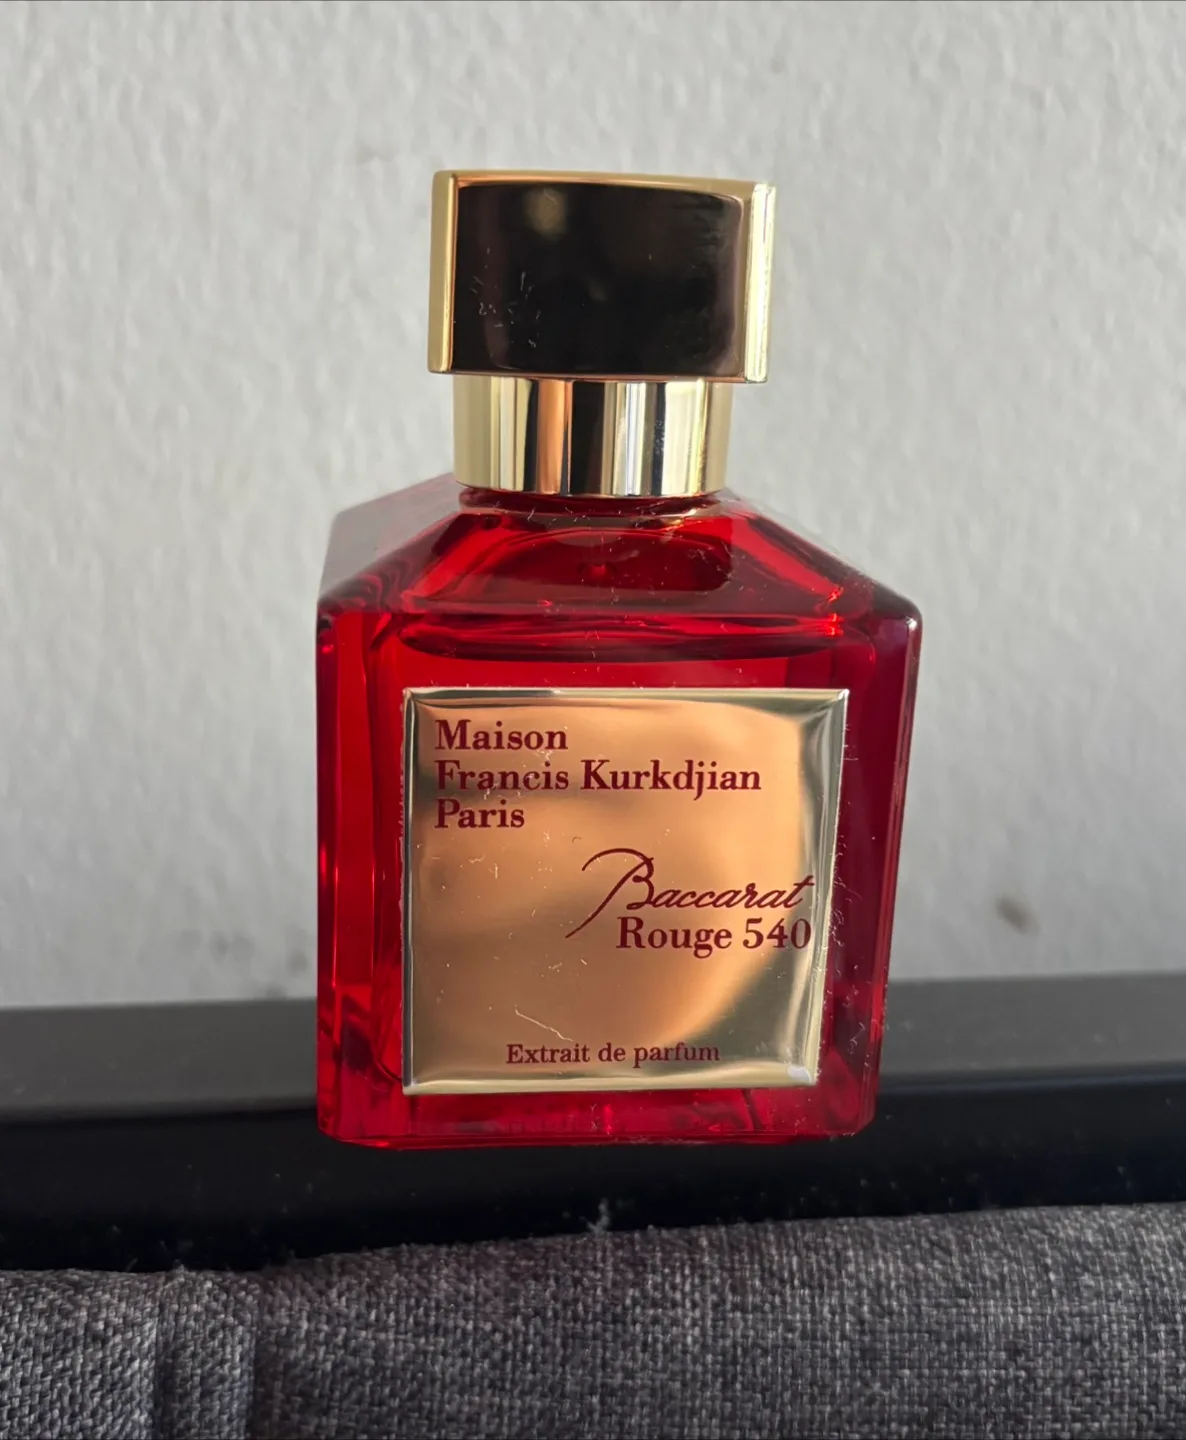 Maison
Francis Kurkdjian
Paris
Baccarat
Rouge 540
Extrait de parfum